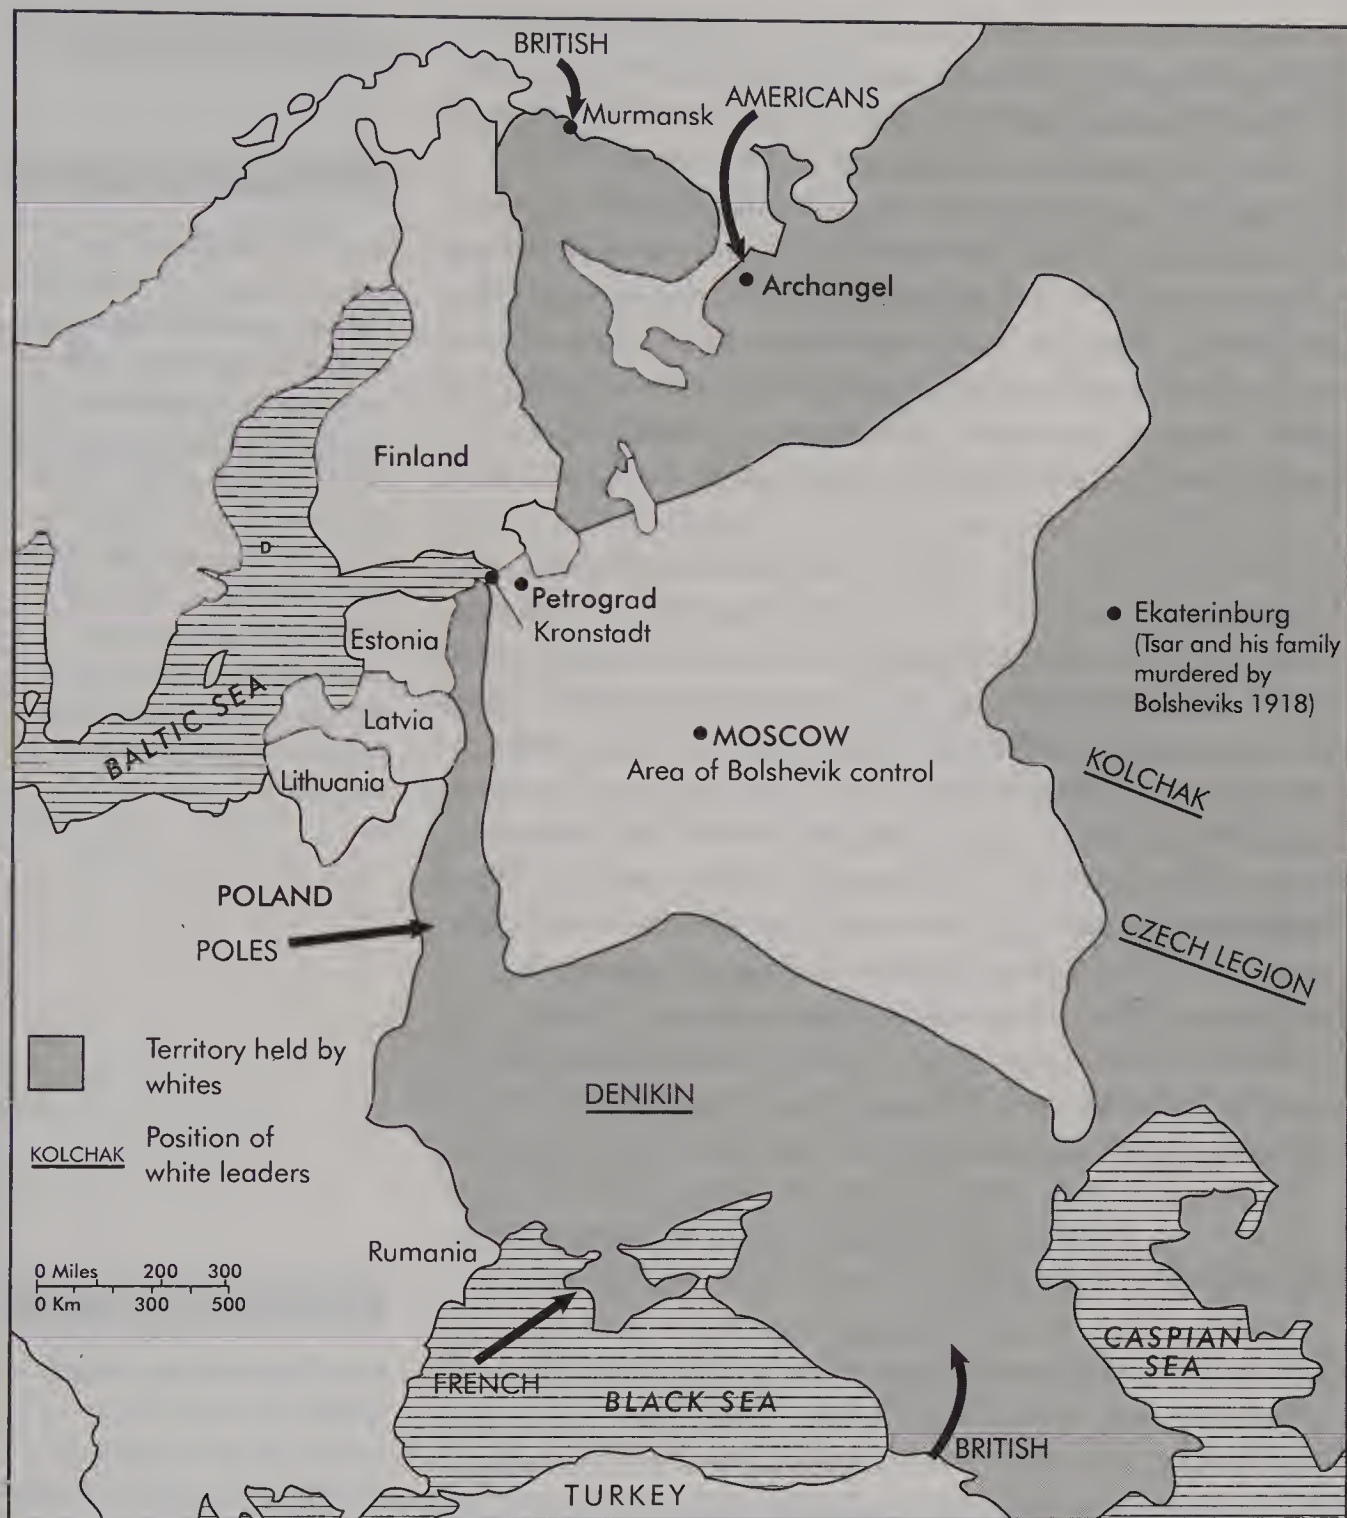 BRITISH
Murmansk
AMERICANS
Archangel
Finland
D
Petrograd
Kronstadt
Estonia
Ekaterinburg
(Tsar and his family
murdered by
Bolsheviks 1918)
BALTIC SEA
Latvia
MOSCOW
Area of Bolshevik control
Lithuania
KOLCHAK
POLAND
POLES
CZECH LEGION
Territory held by
whites
DENIKIN
KOLCHAK
Position of
white leaders
Rumania
0 Miles 200 300
0 Km 300 500
CASPIAN
SEA
FRENCH
BLACK SEA
BRITISH
TURKEY